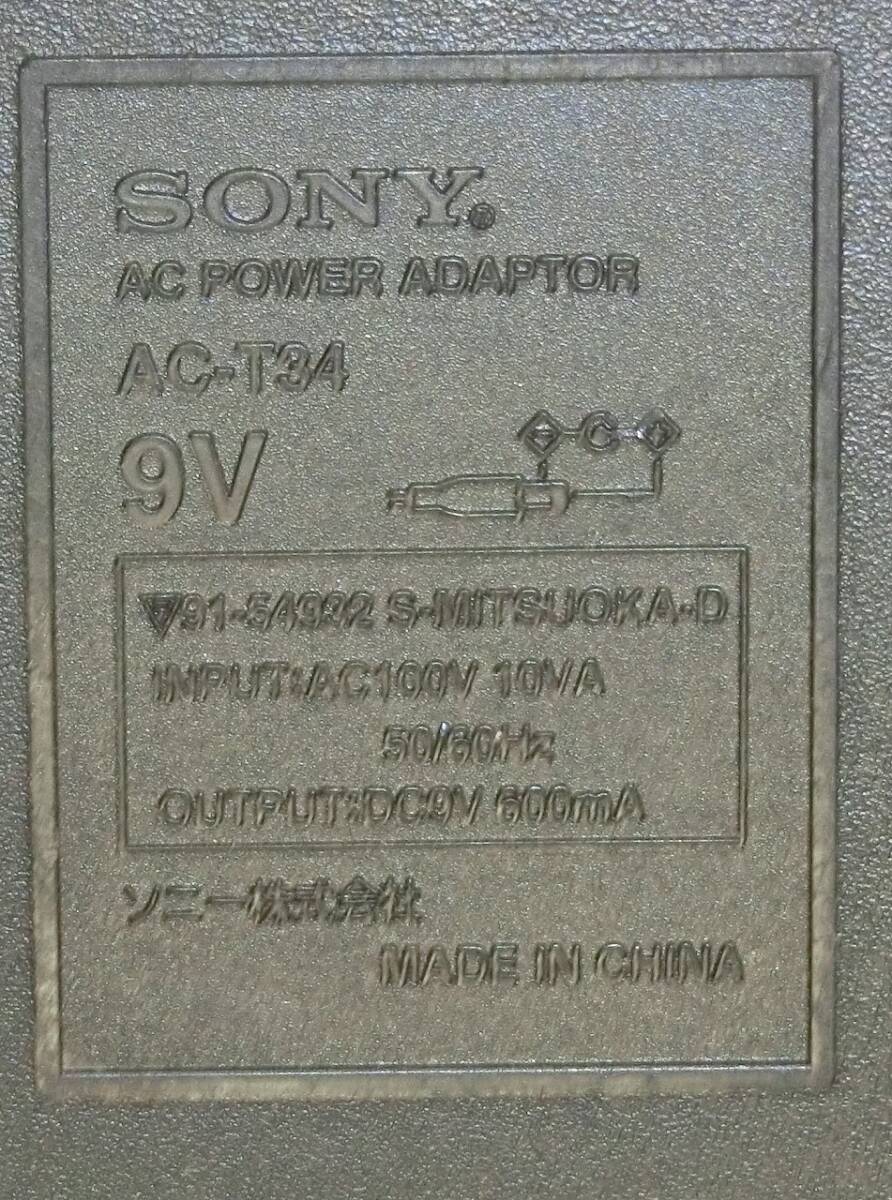 SONY®
AC POWER ADAPTOR
AC-T34
9V
▽91-54982 S-MITSUOKA-D
INPUT:AC100V 10VA
50/60Hz
OUTPUT:DC9V 600mA
ソニー株式会社
MADE IN CHINA